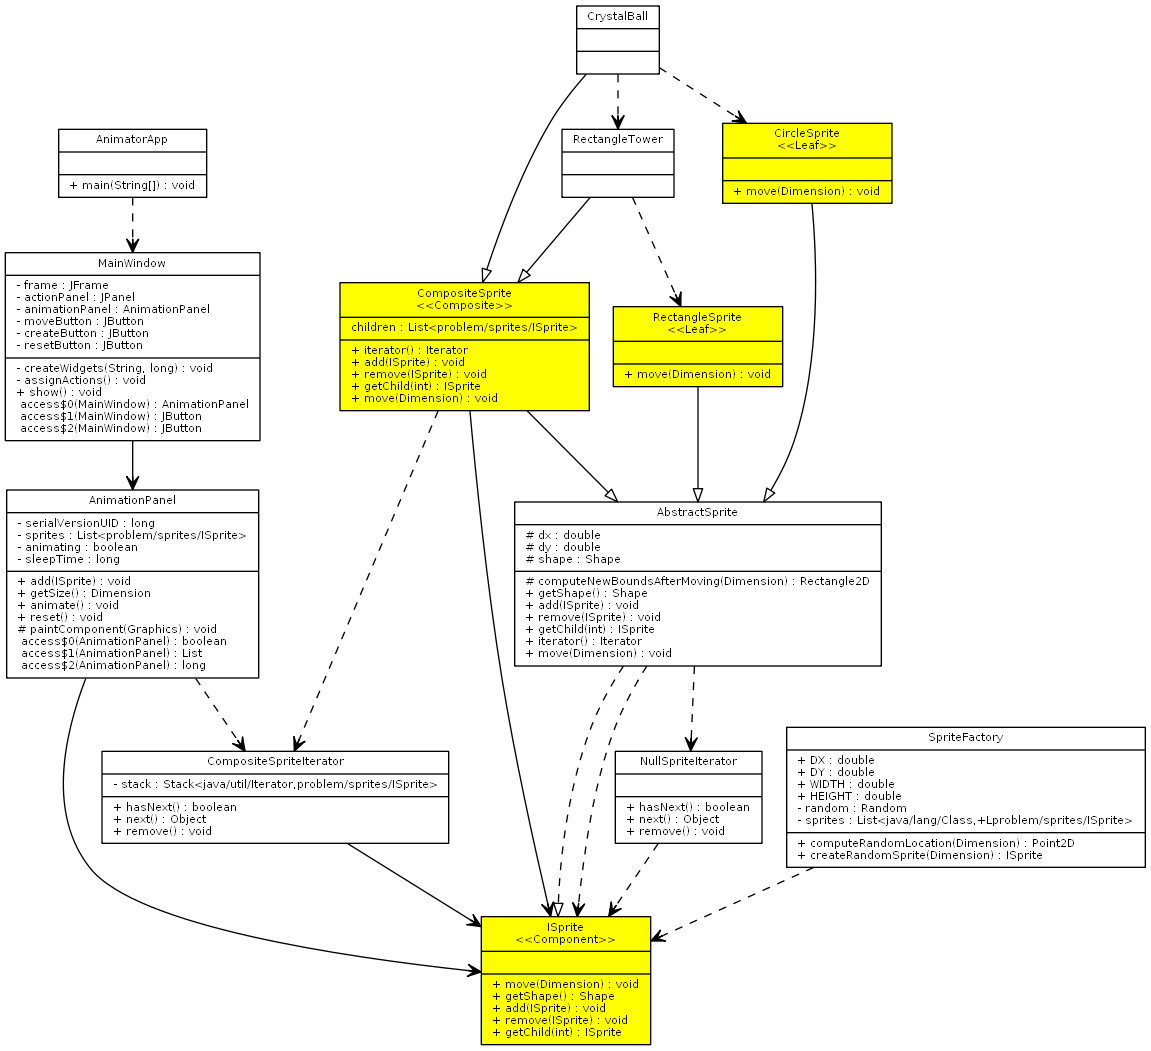 CrystalBall
AnimatorApp
+ main(String[]) : void
RectangleTower
CircleSprite
<<Leaf>>
+ move(Dimension) : void
MainWindow
- frame : JFrame
- actionPanel : JPanel
- animationPanel : AnimationPanel
- moveButton : JButton
- createButton : JButton
- resetButton : JButton
- createWidgets(String, long) : void
- assignActions() : void
+ show() : void
access$0(MainWindow) : AnimationPanel
access$1(MainWindow) : JButton
access$2(MainWindow) : JButton
CompositeSprite
<<Composite>>
children : List<problem/sprites/ISprite>
+ iterator() : Iterator
+ add(ISprite) : void
+ remove(ISprite) : void
+ getChild(int) : ISprite
+ move(Dimension) : void
RectangleSprite
<<Leaf>>
+ move(Dimension) : void
AnimationPanel
- serialVersionUID : long
- sprites : List<problem/sprites/ISprite>
- animating : boolean
- sleepTime : long
+ add(ISprite) : void
+ getSize() : Dimension
+ animate() : void
+ reset() : void
# paintComponent(Graphics) : void
access$0(AnimationPanel) : boolean
access$1(AnimationPanel) : List
access$2(AnimationPanel) : long
AbstractSprite
# dx : double
# dy : double
# shape : Shape
# computeNewBoundsAfterMoving(Dimension) : Rectangle2D
+ getShape() : Shape
+ add(ISprite) : void
+ remove(ISprite) : void
+ getChild(int) : ISprite
+ iterator() : Iterator
+ move(Dimension) : void
CompositeSpriteIterator
- stack : Stack<java/util/Iterator,problem/sprites/ISprite>
+ hasNext() : boolean
+ next() : Object
+ remove() : void
NullSpriteIterator
+ hasNext() : boolean
+ next() : Object
+ remove() : void
SpriteFactory
+ DX : double
+ DY : double
+ WIDTH : double
+ HEIGHT : double
- random : Random
- sprites : List<java/lang/Class,+Lproblem/sprites/ISprite>
+ computeRandomLocation(Dimension) : Point2D
+ createRandomSprite(Dimension) : ISprite
ISprite
<<Component>>
+ move(Dimension) : void
+ getShape() : Shape
+ add(ISprite) : void
+ remove(ISprite) : void
+ getChild(int) : ISprite